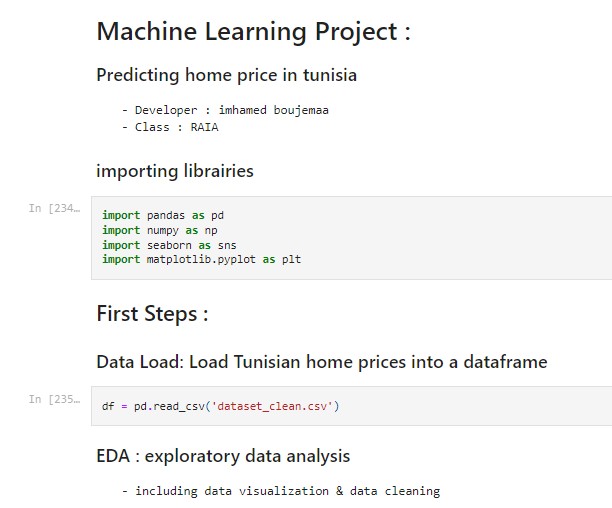 Machine Learning Project :
Predicting home price in tunisia
- Developer : imhamed boujemaa
- Class : RAIA
importing librairies
In [234…
import pandas as pd
import numpy as np
import seaborn as sns
import matplotlib.pyplot as plt
First Steps :
Data Load: Load Tunisian home prices into a dataframe
In [235…
df = pd.read_csv('dataset_clean.csv')
EDA : exploratory data analysis
- including data visualization & data cleaning